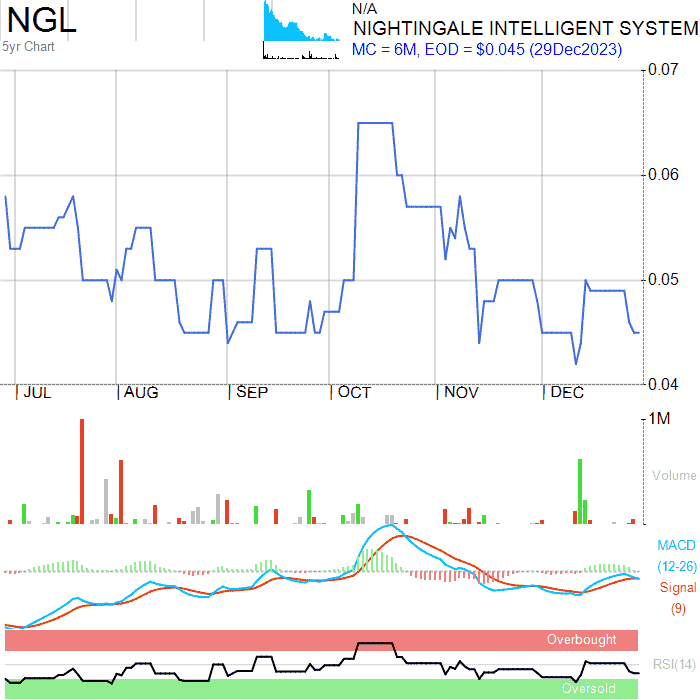 NGL
5yr Chart
N/A
NIGHTINGALE INTELLIGENT SYSTEM
MC = 6M, EOD = $0.045 (29Dec2023)
0.07
0.06
0.05
0.04
JUL AUG SEP OCT NOV DEC
1M
Volume
MACD
(12-26)
Signal
(9)
Overbought
RSI(14)
Oversold